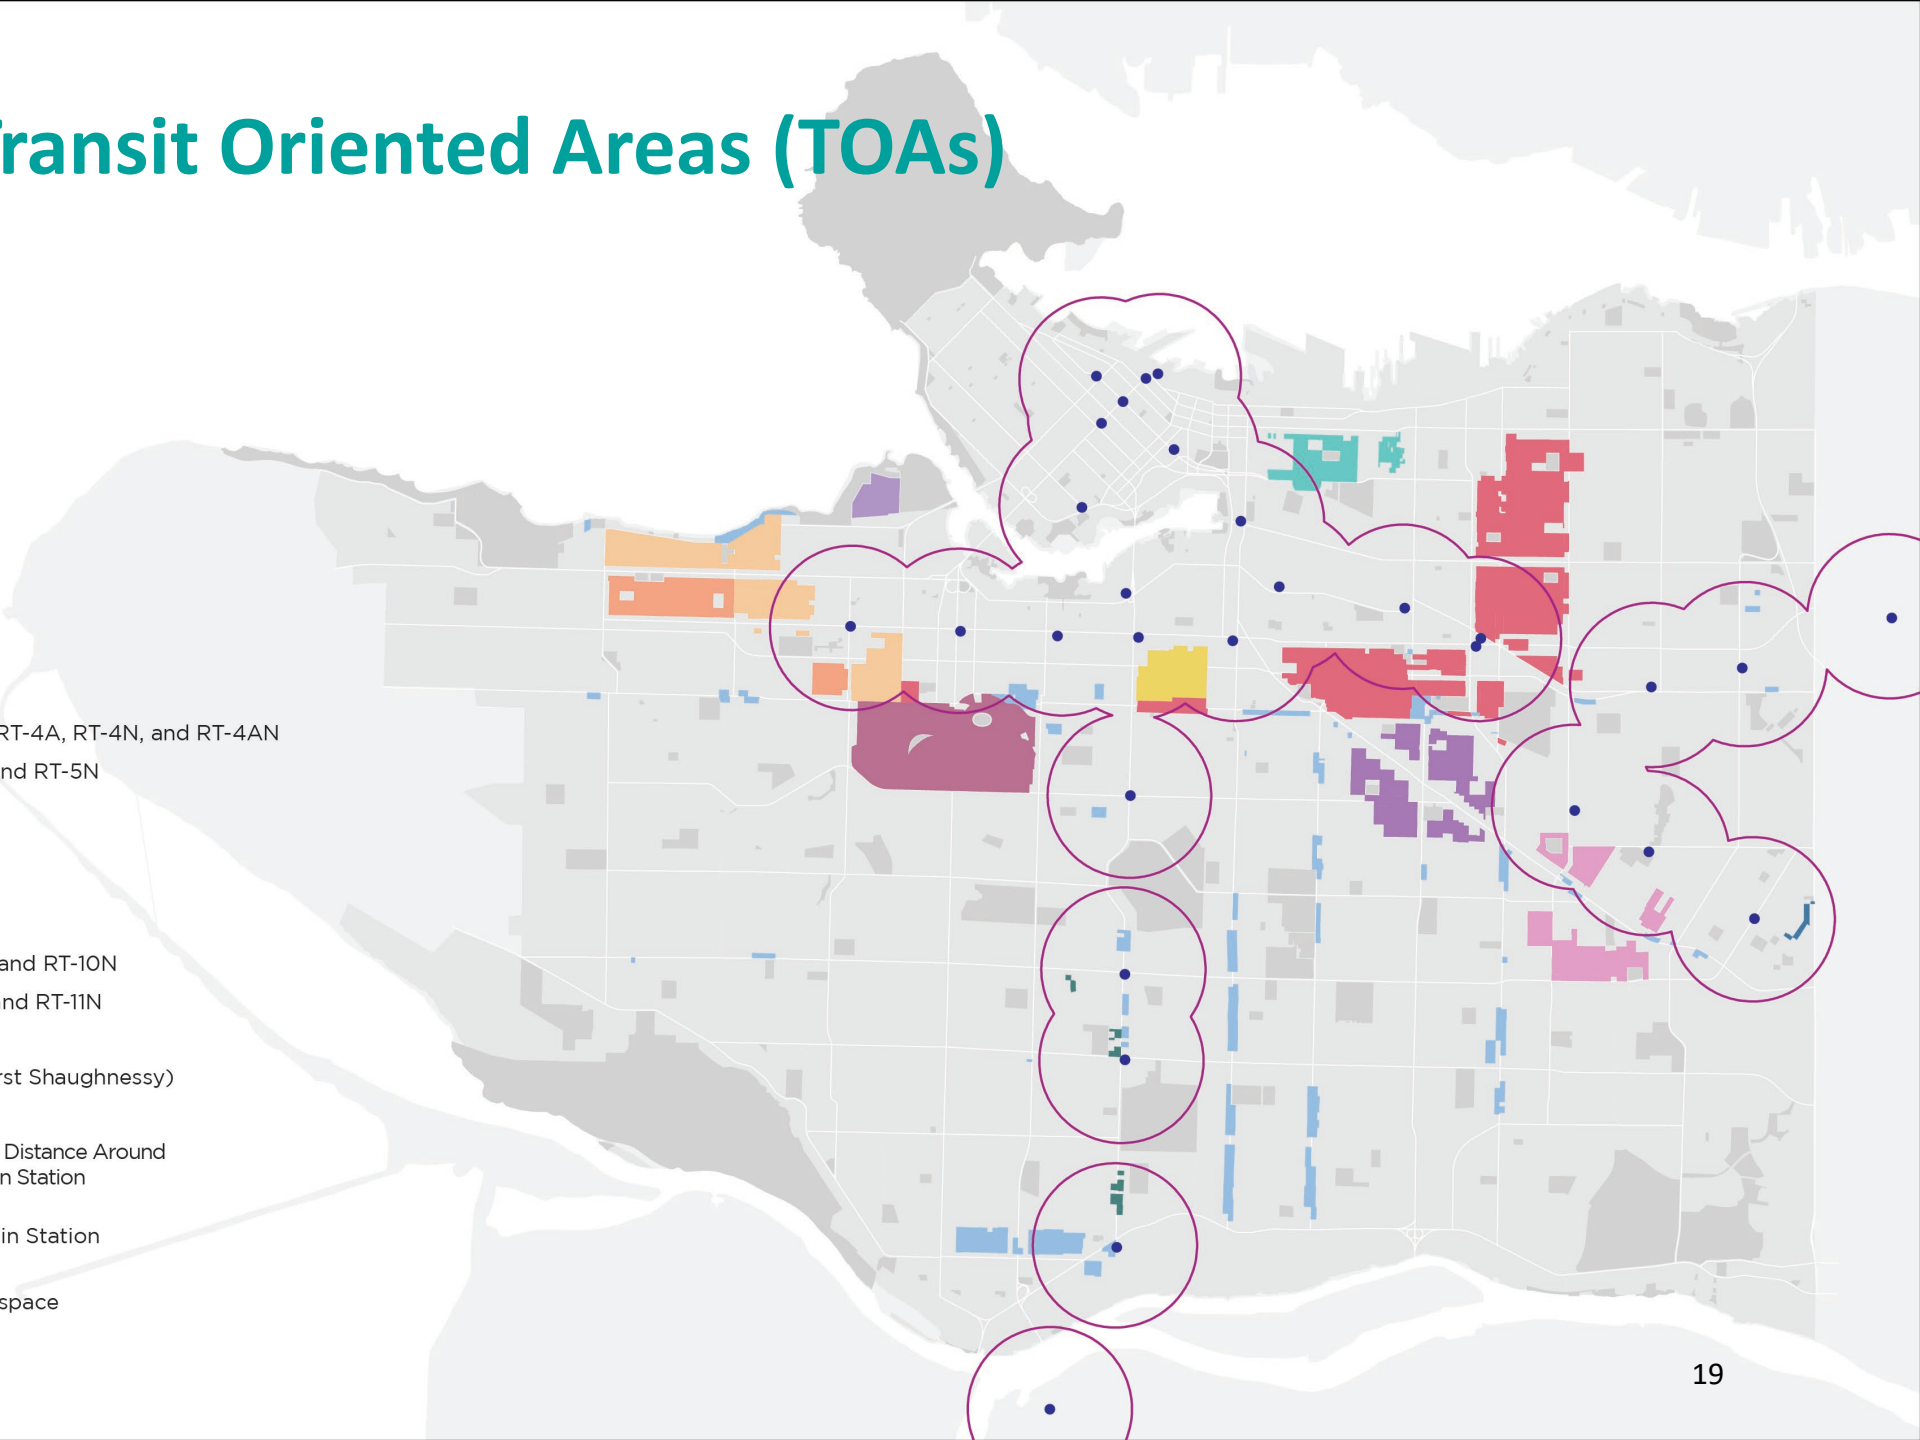 ransit Oriented Areas (TOAs)
RT-4A, RT-4N, and RT-4AN
nd RT-5N
and RT-10N
nd RT-11N
rst Shaughnessy)
Distance Around
n Station
in Station
space
19